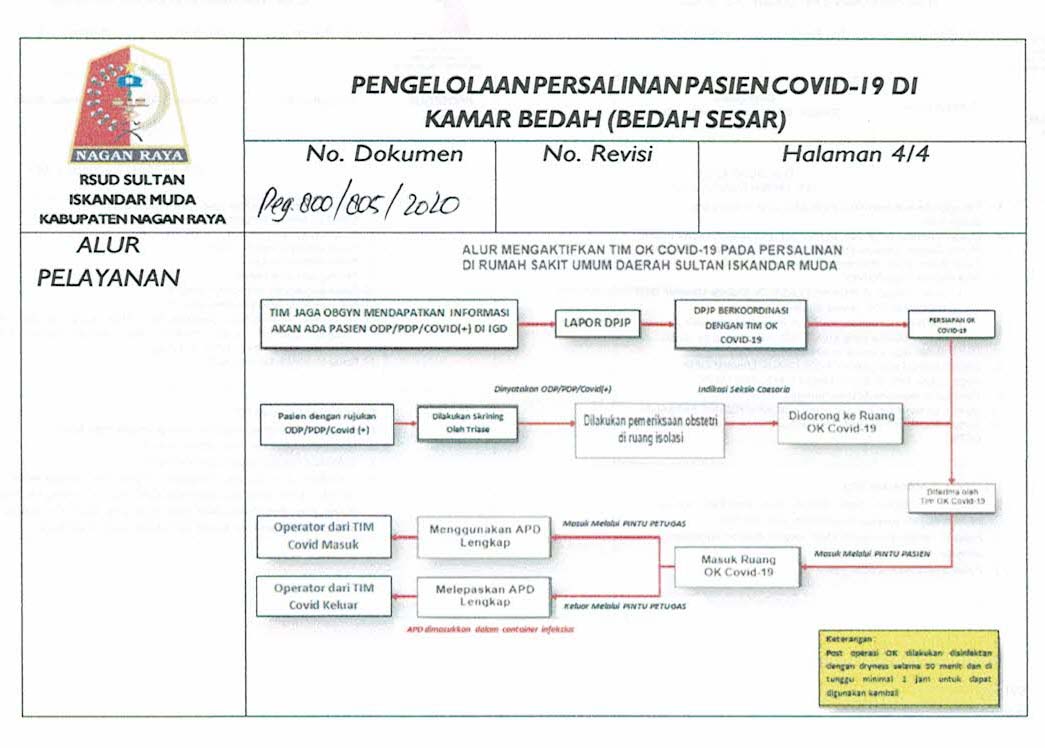 NAGAN RAYA
RSUD SULTAN
ISKANDAR MUDA
KABUPATEN NAGAN RAYA
PENGELOLAAN PERSALINAN PASIEN COVID-19 DI
KAMAR BEDAH (BEDAH SESAR)
No. Dokumen
No. Revisi
Halaman 4/4
Peg. 800/805/2020
ALUR
PELAYANAN
ALUR MENGAKTIFKAN TIM OK COVID-19 PADA PERSALINAN
DI RUMAH SAKIT UMUM DAERAH SULTAN ISKANDAR MUDA
TIM JAGA OBGYN MENDAPATKAN INFORMASI
AKAN ADA PASIEN ODP/PDP/COVID(+) DI IGD
LAPOR DPJP
DPJP BERKOORDINASI
DENGAN TIM OK
COVID-19
PERSIAPAN OK
COVID-19
Dinyatakan ODP/PDP/Covid(+)
Indikasi Seksio Caesaria
Pasien dengan rujukan
ODP/PDP/Covid (+)
Dilakukan Skrining
Oleh Triase
Dilakukan pemeriksaan obstetri
di ruang isolasi
Didorong ke Ruang
OK Covid-19
Diterima oleh
Tim OK Covid-19
Masuk Melalui PINTU PETUGAS
Operator dari TIM
Covid Masuk
Menggunakan APD
Lengkap
Masuk Ruang
OK Covid-19
Masuk Melalui PINTU PASIEN
Operator dari TIM
Covid Keluar
Melepaskan APD
Lengkap
Keluar Melalui PINTU PETUGAS
APD dimasukkan dalam container infeksius
Keterangan :
Post operasi OK dilakukan disinfektan
dengan dryness selama 30 menit dan di
tunggu minimal 1 jam untuk dapat
digunakan kembali